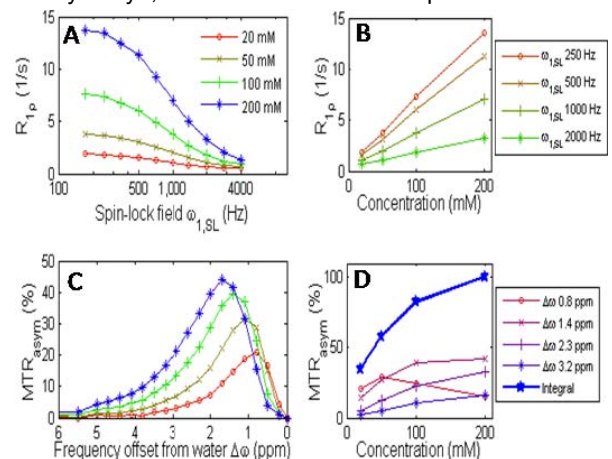 A
R1ρ (1/s)
15
10
5
0
20 mM
50 mM
100 mM
200 mM
100
500
1,000
4000
Spin-lock field ω1,SL (Hz)
B
R1ρ (1/s)
15
10
5
0
0
100
200
Concentration (mM)
ω1,SL 250 Hz
ω1,SL 500 Hz
ω1,SL 1000 Hz
ω1,SL 2000 Hz
C
MTRasym (%)
50
40
30
20
10
0
6
5
4
3
2
1
0
Frequency offset from water Δω (ppm)
D
MTRasym (%)
100
50
0
0
100
200
Concentration (mM)
Δω 0.8 ppm
Δω 1.4 ppm
Δω 2.3 ppm
Δω 3.2 ppm
Integral